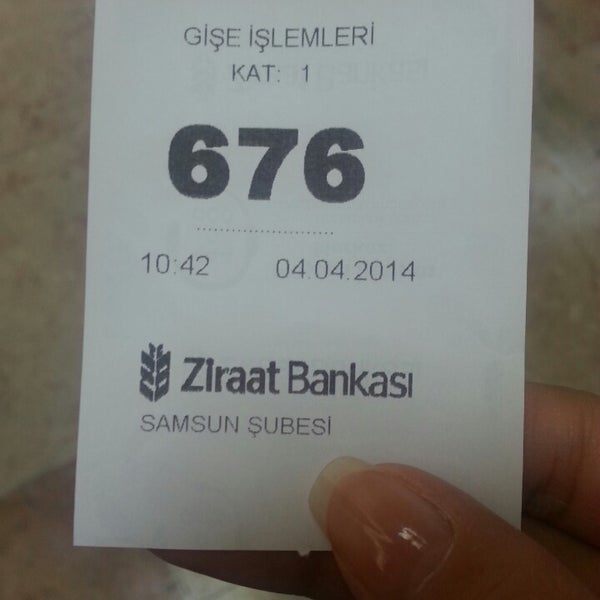 GİŞE İŞLEMLERİ
KAT: 1
676
10:42 04.04.2014
Ziraat Bankası
SAMSUN ŞUBESİ